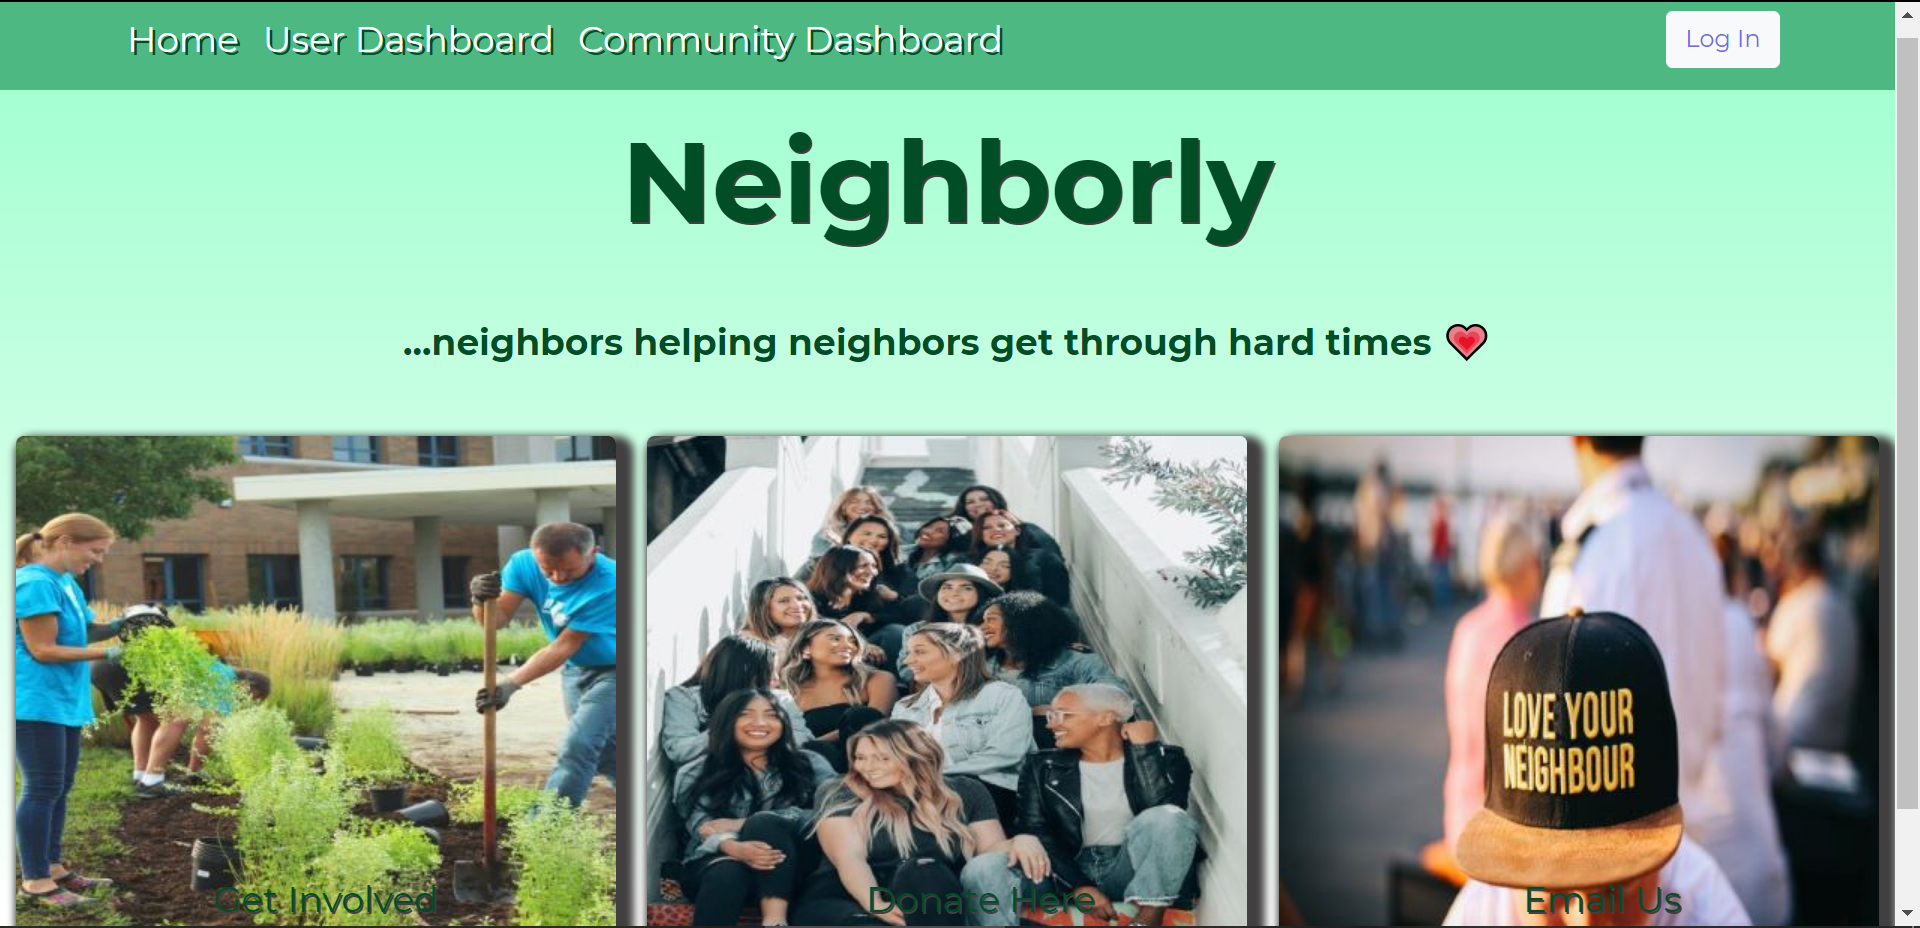 Home User Dashboard Community Dashboard Log In
Neighborly
...neighbors helping neighbors get through hard times
LOVE YOUR
NEIGHBOUR
Get Involved Donate Here Email Us